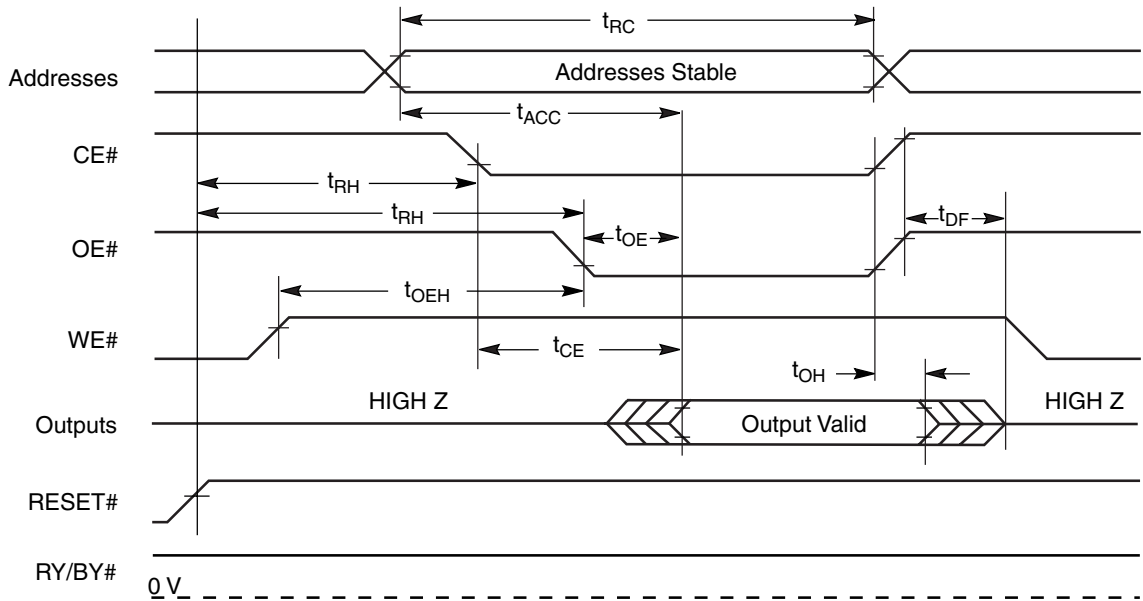 tRC
Addresses
Addresses Stable
tACC
CE#
tRH
tRH
tDF
OE#
tOE
tOEH
WE#
tCE
tOH
HIGH Z
HIGH Z
Outputs
Output Valid
RESET#
RY/BY#
0 V